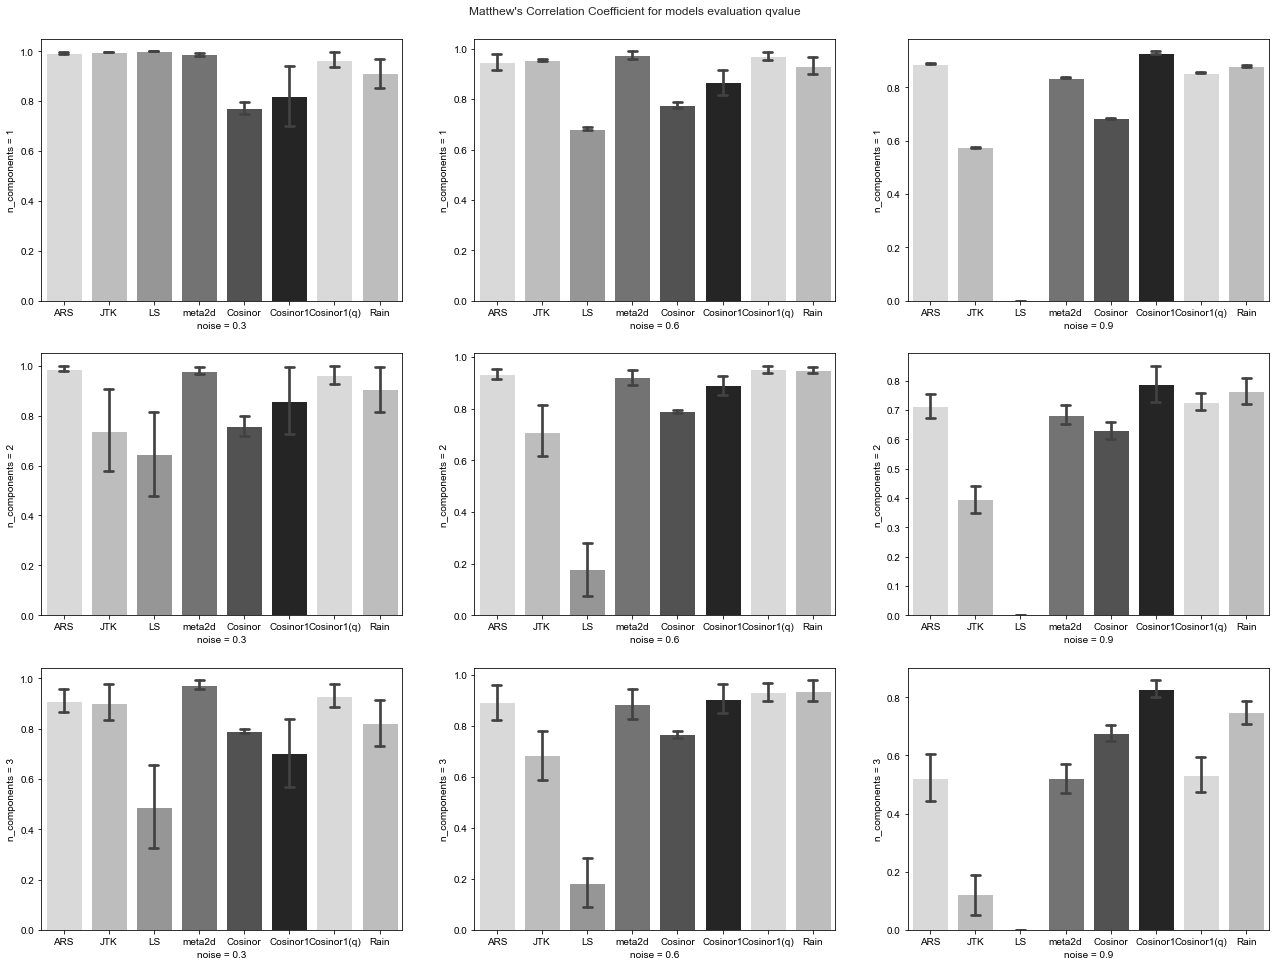 Matthew's Correlation Coefficient for models evaluation qvalue
1.0
0.8
0.6
0.4
0.2
0.0
n_components = 1
ARS JTK LS meta2d Cosinor Cosinor1 Cosinor1(q) Rain
noise = 0.3
1.0
0.8
0.6
0.4
0.2
0.0
n_components = 1
ARS JTK LS meta2d Cosinor Cosinor1 Cosinor1(q) Rain
noise = 0.6
0.8
0.6
0.4
0.2
0.0
n_components = 1
ARS JTK LS meta2d Cosinor Cosinor1 Cosinor1(q) Rain
noise = 0.9
1.0
0.8
0.6
0.4
0.2
0.0
n_components = 2
ARS JTK LS meta2d Cosinor Cosinor1 Cosinor1(q) Rain
noise = 0.3
1.0
0.8
0.6
0.4
0.2
0.0
n_components = 2
ARS JTK LS meta2d Cosinor Cosinor1 Cosinor1(q) Rain
noise = 0.6
0.8
0.7
0.6
0.5
0.4
0.3
0.2
0.1
0.0
n_components = 2
ARS JTK LS meta2d Cosinor Cosinor1 Cosinor1(q) Rain
noise = 0.9
1.0
0.8
0.6
0.4
0.2
0.0
n_components = 3
ARS JTK LS meta2d Cosinor Cosinor1 Cosinor1(q) Rain
noise = 0.3
1.0
0.8
0.6
0.4
0.2
0.0
n_components = 3
ARS JTK LS meta2d Cosinor Cosinor1 Cosinor1(q) Rain
noise = 0.6
0.8
0.6
0.4
0.2
0.0
n_components = 3
ARS JTK LS meta2d Cosinor Cosinor1 Cosinor1(q) Rain
noise = 0.9